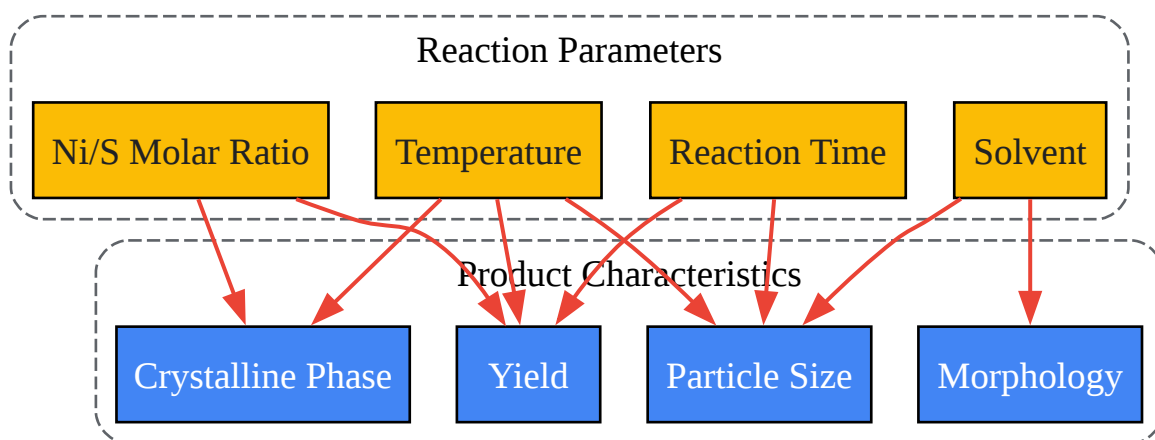 Reaction Parameters
Ni/S Molar Ratio
Temperature
Reaction Time
Solvent
Product Characteristics
Crystalline Phase
Yield
Particle Size
Morphology